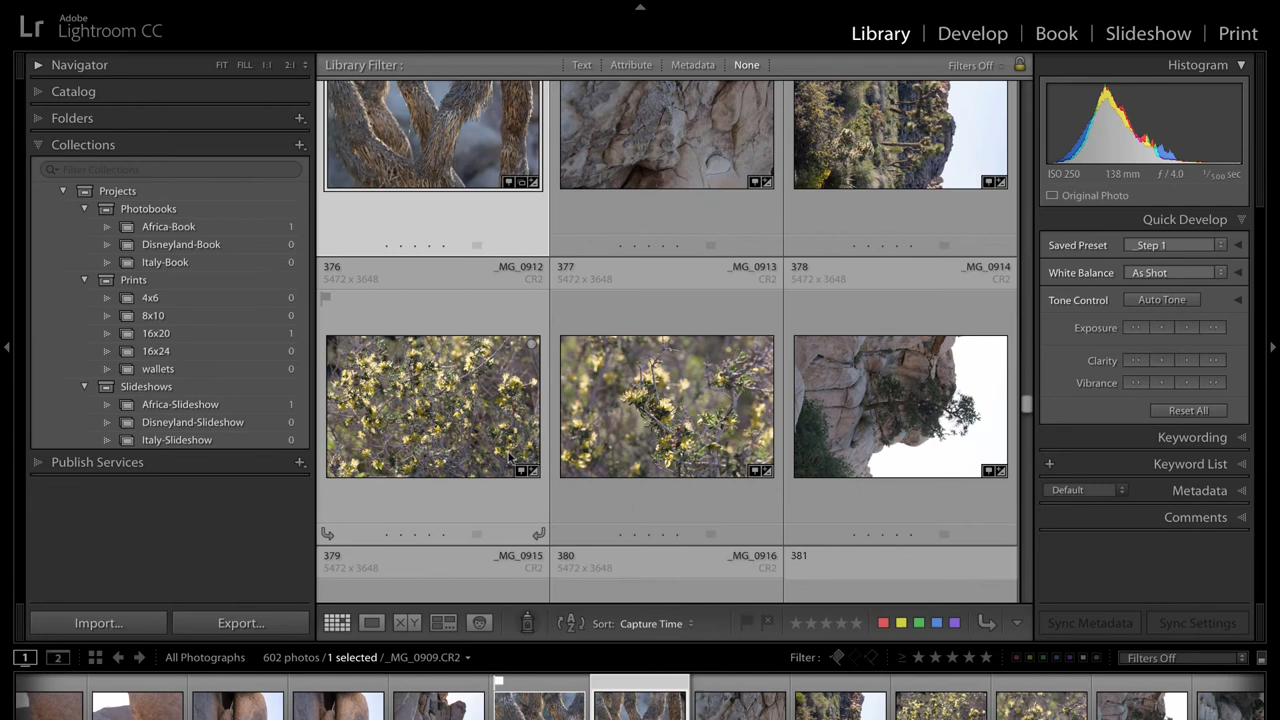 Lr Adobe
Lightroom CC
Library | Develop | Book | Slideshow | Print
Navigator FIT FILL 1:1 2:1
Catalog
Folders
Collections
Filter Collections
Projects
Photobooks
Africa-Book 1
Disneyland-Book 0
Italy-Book 0
Prints
4x6 0
8x10 0
16x20 1
16x24 0
wallets 0
Slideshows
Africa-Slideshow 1
Disneyland-Slideshow 0
Italy-Slideshow 0
Publish Services
Import... Export...
Library Filter : Text Attribute Metadata None Filters Off
376 _MG_0912
5472 x 3648 CR2
377 _MG_0913
5472 x 3648 CR2
378 _MG_0914
5472 x 3648 CR2
379 _MG_0915
5472 x 3648 CR2
380 _MG_0916
5472 x 3648 CR2
381
XY Sort: Capture Time
Histogram
ISO 250 138 mm ƒ / 4.0 1/500 sec
Original Photo
Quick Develop
Saved Preset _Step 1
White Balance As Shot
Tone Control Auto Tone
Exposure
Clarity
Vibrance
Reset All
Keywording
Keyword List
Default Metadata
Comments
Sync Metadata Sync Settings
1 2 All Photographs 602 photos / 1 selected / _MG_0909.CR2 Filter : Filters Off